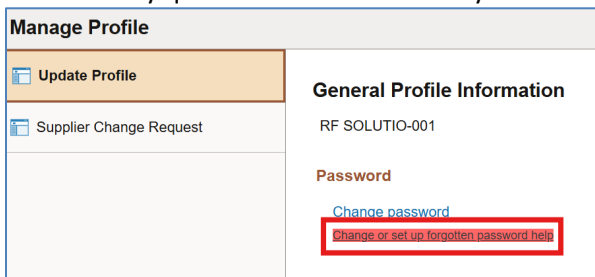 Manage Profile
Update Profile
General Profile Information
Supplier Change Request
RF SOLUTIO-001
Password
Change password
Change or set up forgotten password help